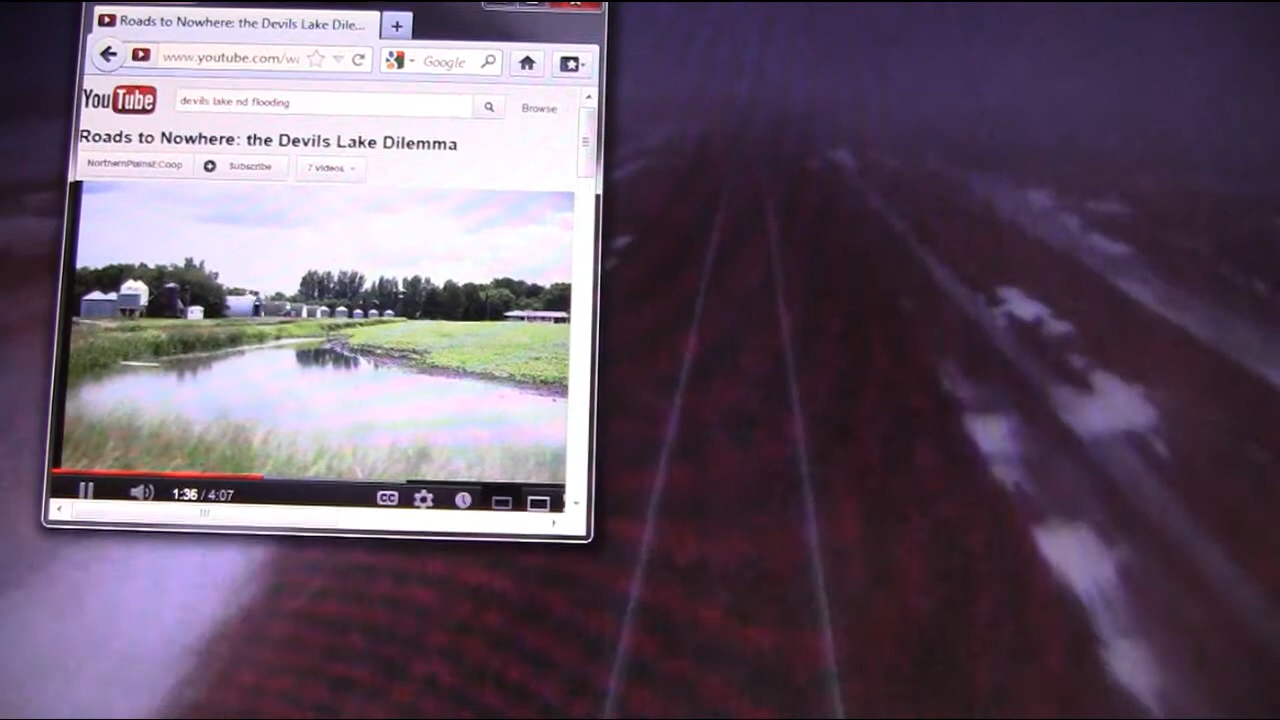 Roads to Nowhere: the Devils Lake Dile...
www.youtube.com/w
Google
YouTube
devils lake nd flooding
Browse
Roads to Nowhere: the Devils Lake Dilemma
NorthernPlainsECoop
Subscribe
7 videos
1:36 / 4:07
CC